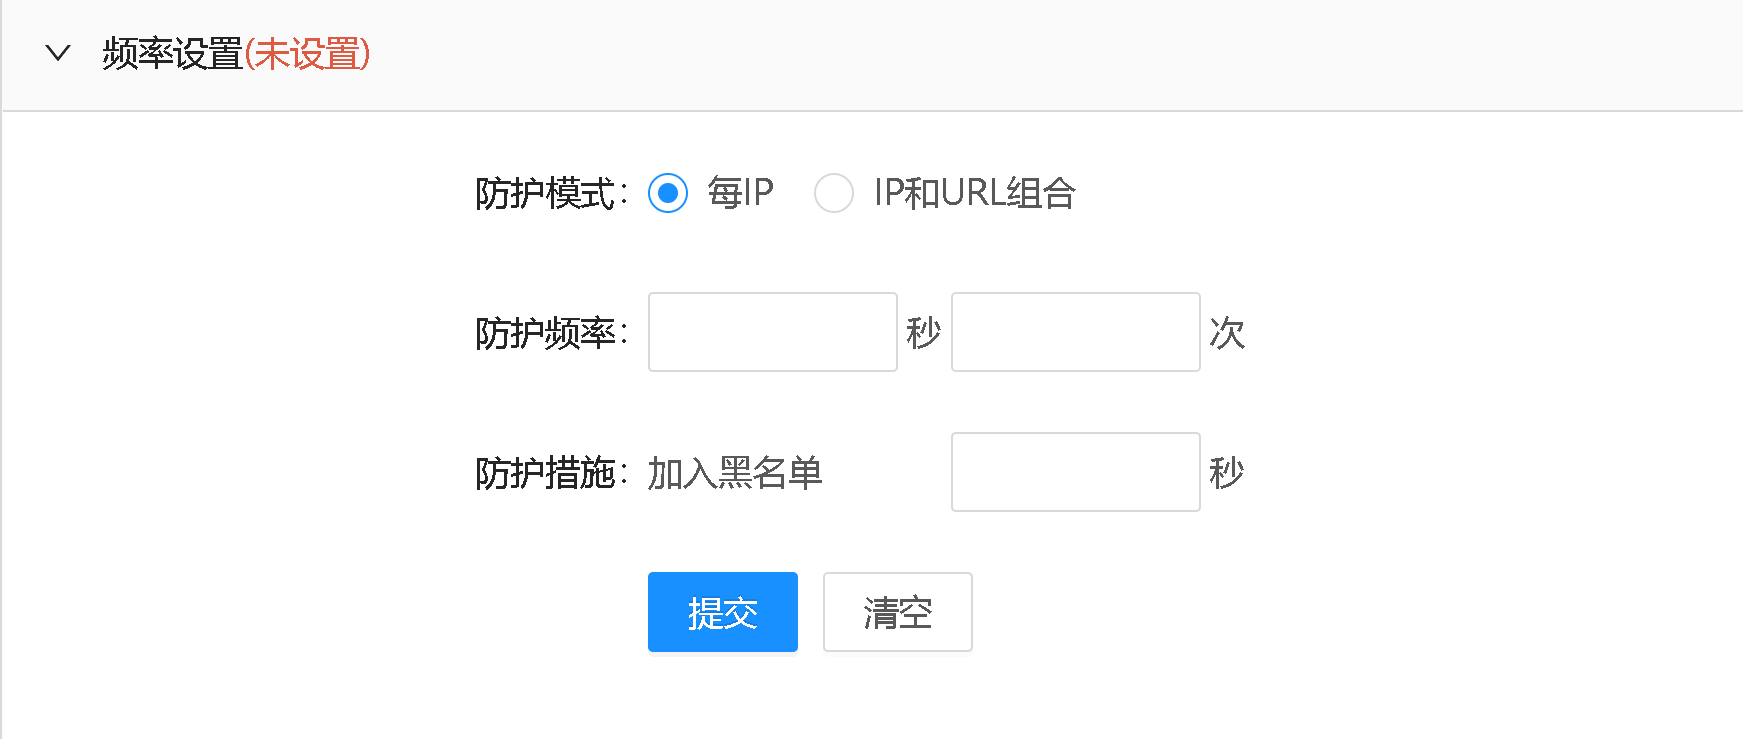 频率设置(未设置)
防护模式: 每IP IP和URL组合
防护频率: 秒 次
防护措施: 加入黑名单 秒
提交 清空